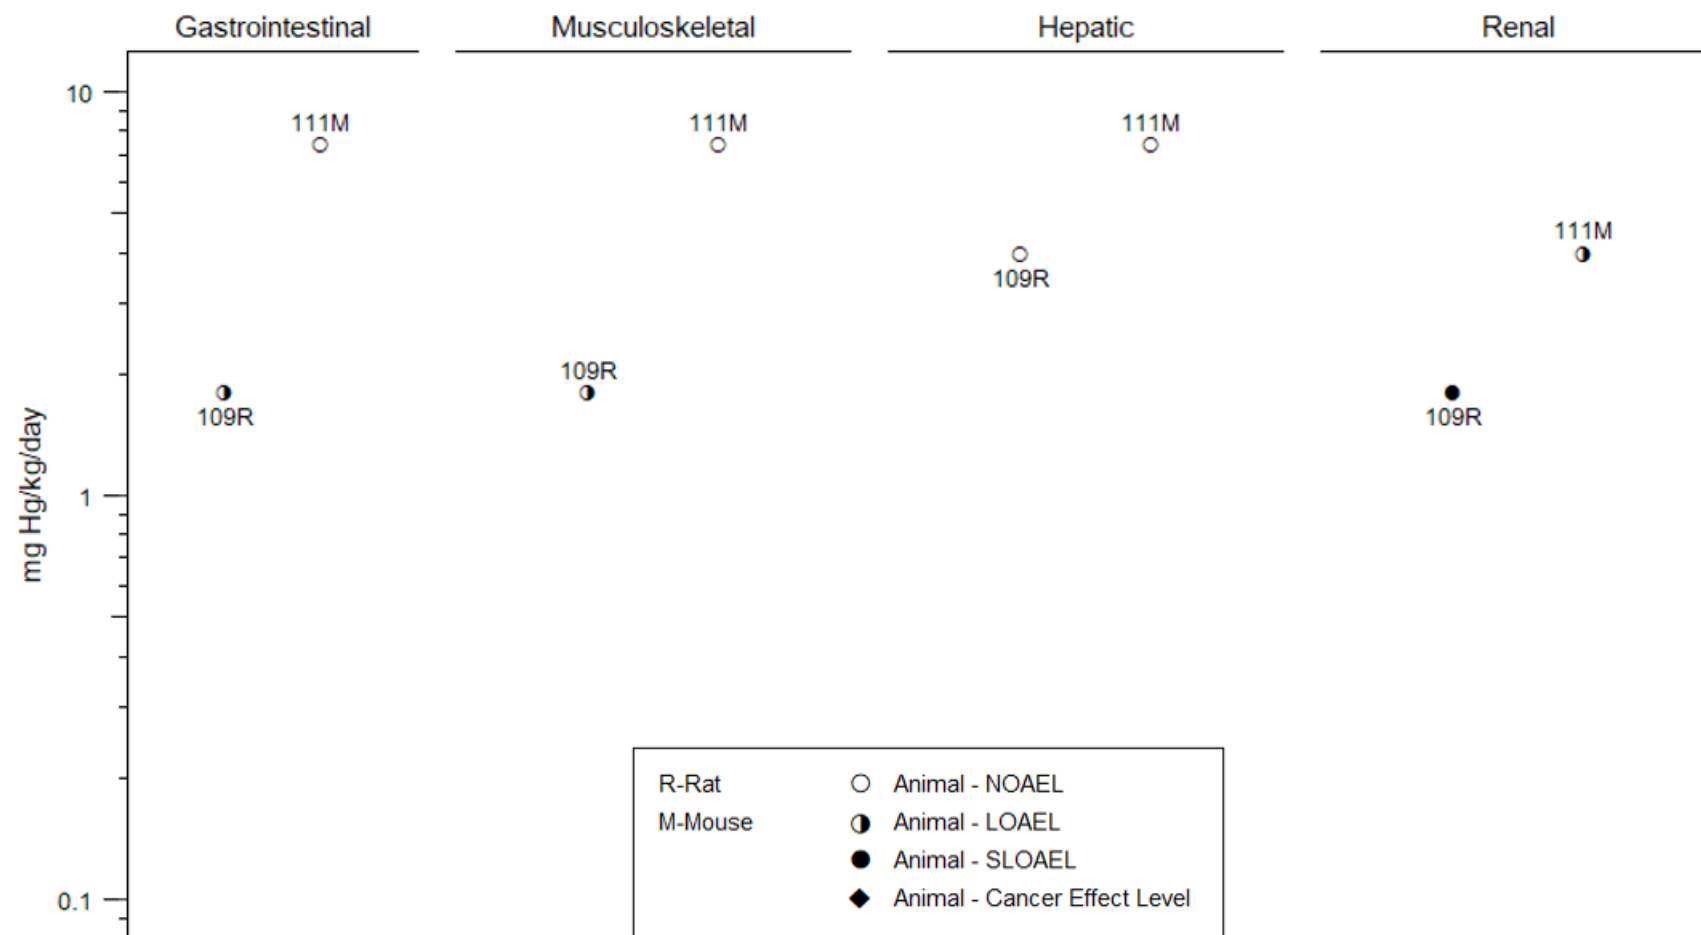 Gastrointestinal Musculoskeletal Hepatic Renal
10
111M 111M 111M
111M
109R
109R
109R 109R
mg Hg/kg/day
1
R-Rat Animal - NOAEL
M-Mouse Animal - LOAEL
Animal - SLOAEL
Animal - Cancer Effect Level
0.1